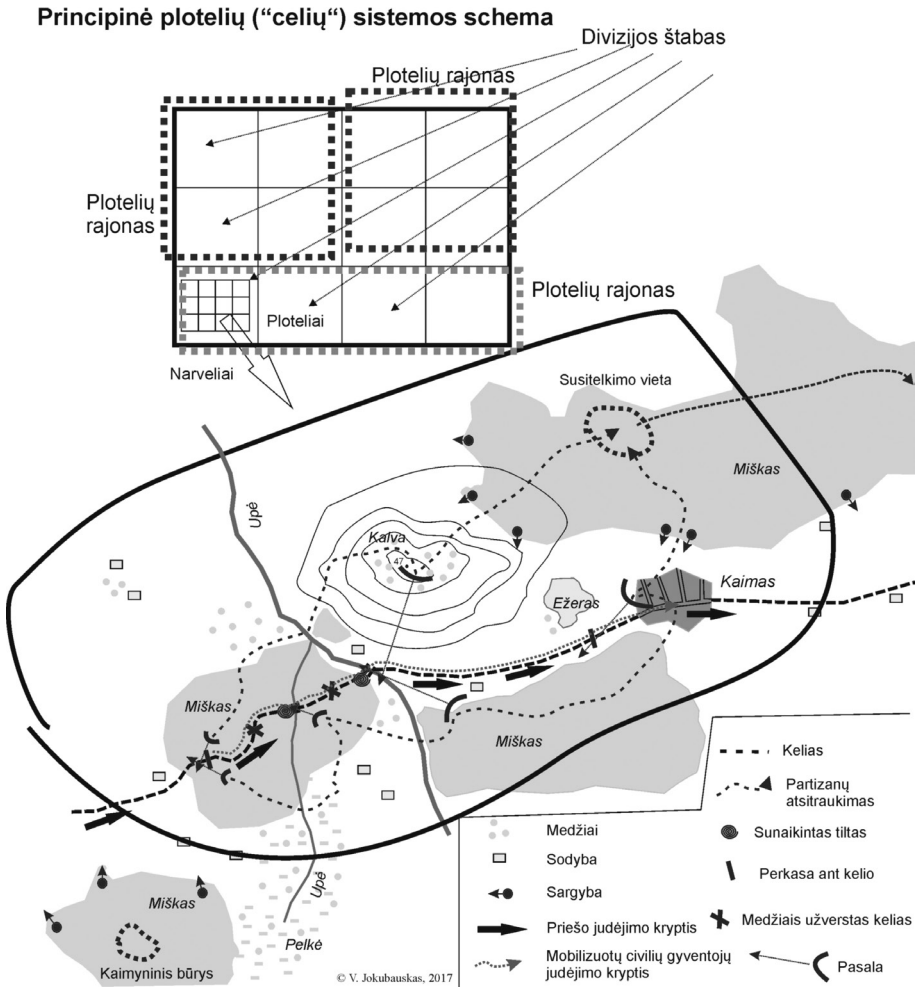 Principinė plotelių (“celių“) sistemos schema
Divizijos štabas
Plotelių rajonas
Plotelių
rajonas
Plotelių rajonas
Ploteliai
Narveliai
Susitelkimo vieta
Miškas
Upė
Kalva
47
Ežeras
Kaimas
Miškas
Miškas
Upė
Miškas
Pelkė
Kaimyninis būrys
© V. Jokubauskas, 2017
Kelias
Partizanų
atsitraukimas
Medžiai
Sunaikintas tiltas
Sodyba
Perkasa ant kelio
Sargyba
Priešo judėjimo kryptis
Medžiais užverstas kelias
Mobilizuotų civilių gyventojų
judėjimo kryptis
Pasala